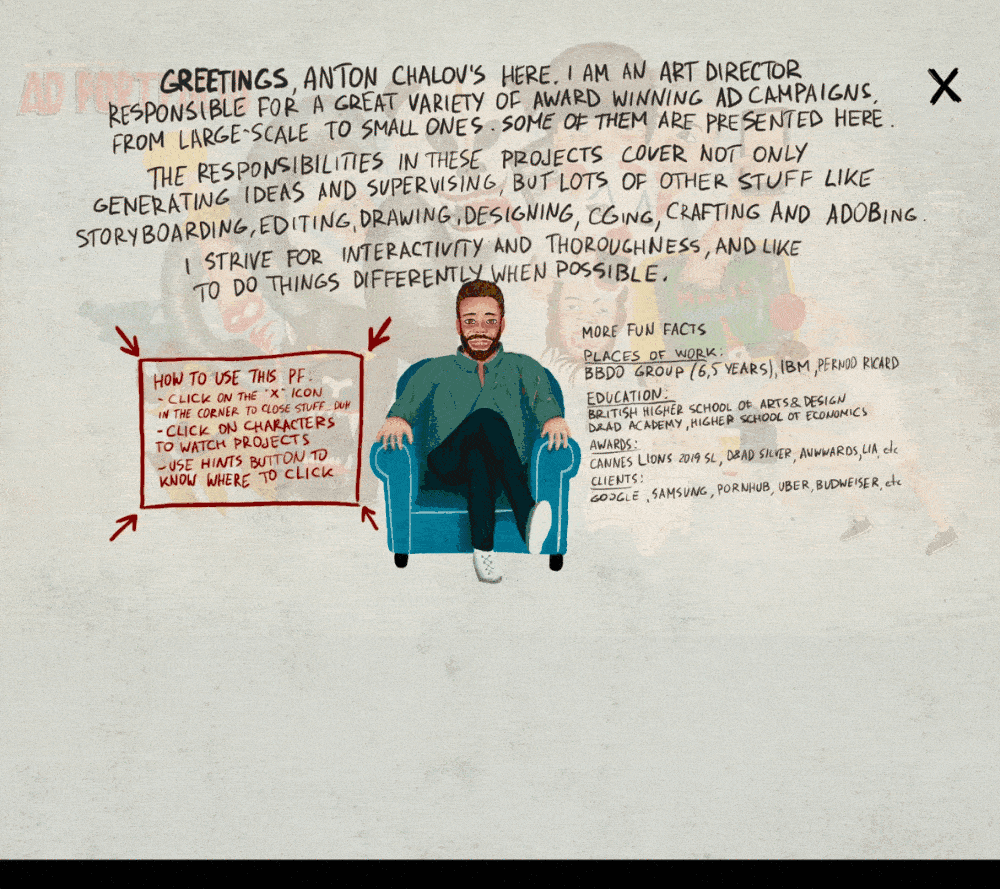 AD PORT
GREETINGS, ANTON CHALOV'S HERE. I AM AN ART DIRECTOR
RESPONSIBLE FOR A GREAT VARIETY OF AWARD WINNING AD CAMPAIGNS.
FROM LARGE-SCALE TO SMALL ONES. SOME OF THEM ARE PRESENTED HERE.
THE RESPONSIBILITIES IN THESE PROJECTS COVER NOT ONLY
GENERATING IDEAS AND SUPERVISING, BUT LOTS OF OTHER STUFF LIKE
STORYBOARDING, EDITING, DRAWING, DESIGNING, CGing, CRAFTING AND ADOBING.
I STRIVE FOR INTERACTIVITY AND THOROUGHNESS, AND LIKE
TO DO THINGS DIFFERENTLY WHEN POSSIBLE.
X
HOW TO USE THIS PF:
- CLICK ON THE "X" ICON
IN THE CORNER TO CLOSE STUFF... DUH
- CLICK ON CHARACTERS
TO WATCH PROJECTS
- USE HINTS BUTTON TO
KNOW WHERE TO CLICK
MORE FUN FACTS
PLACES OF WORK:
BBDO GROUP (6,5 YEARS), IBM, PERNOD RICARD
EDUCATION:
BRITISH HIGHER SCHOOL Of ARTS & DESIGN
D&AD ACADEMY, HIGHER SCHOOL OF ECONOMICS
AWARDS:
CANNES LIONS 2019 SL, D&AD SILVER, AWWWARDS, LIA, etc
CLIENTS:
GOOGLE, SAMSUNG, PORNHUB, UBER, BUDWEISER, etc